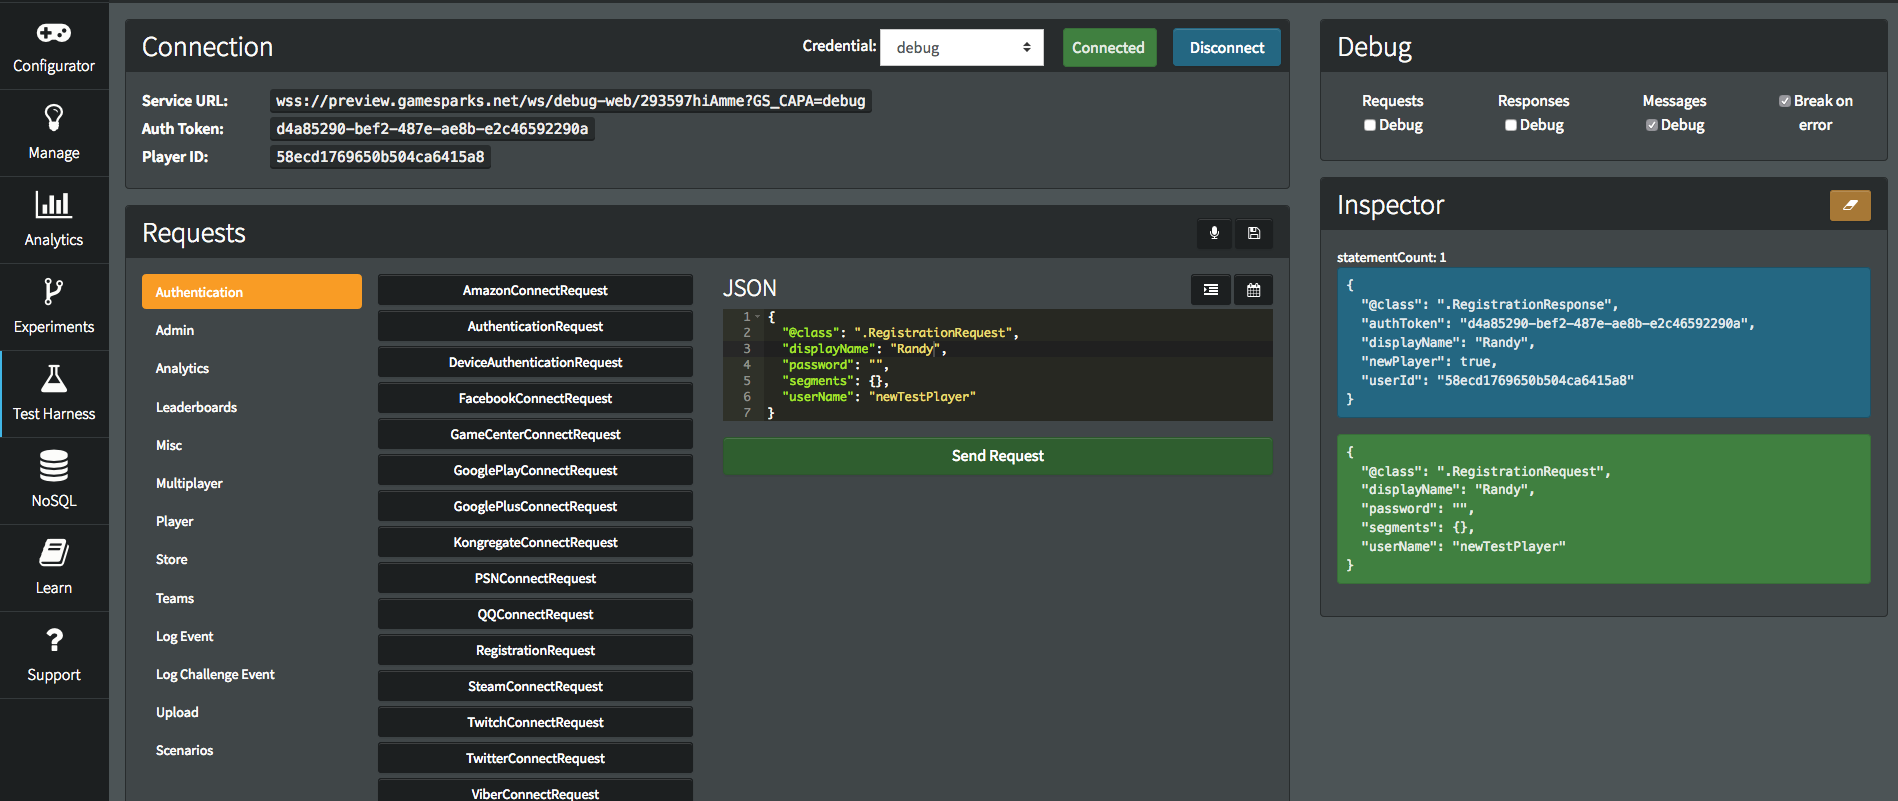 Configurator
Manage
Analytics
Experiments
Test Harness
NoSQL
Learn
Support
Connection
Credential: debug Connected Disconnect
Service URL: wss://preview.gamesparks.net/ws/debug-web/293597hiAmme?GS_CAPA=debug
Auth Token: d4a85290-bef2-487e-ae8b-e2c46592290a
Player ID: 58ecd1769650b504ca6415a8
Requests
Authentication
Admin
Analytics
Leaderboards
Misc
Multiplayer
Player
Store
Teams
Log Event
Log Challenge Event
Upload
Scenarios
AmazonConnectRequest
AuthenticationRequest
DeviceAuthenticationRequest
FacebookConnectRequest
GameCenterConnectRequest
GooglePlayConnectRequest
GooglePlusConnectRequest
KongregateConnectRequest
PSNConnectRequest
QQConnectRequest
RegistrationRequest
SteamConnectRequest
TwitchConnectRequest
TwitterConnectRequest
ViberConnectRequest
JSON
1 {
2 "@class": ".RegistrationRequest",
3 "displayName": "Randy",
4 "password": "",
5 "segments": {},
6 "userName": "newTestPlayer"
7 }
Send Request
Debug
Requests Responses Messages Break on
Debug Debug Debug error
Inspector
statementCount: 1
{
"@class": ".RegistrationResponse",
"authToken": "d4a85290-bef2-487e-ae8b-e2c46592290a",
"displayName": "Randy",
"newPlayer": true,
"userId": "58ecd1769650b504ca6415a8"
}
{
"@class": ".RegistrationRequest",
"displayName": "Randy",
"password": "",
"segments": {},
"userName": "newTestPlayer"
}